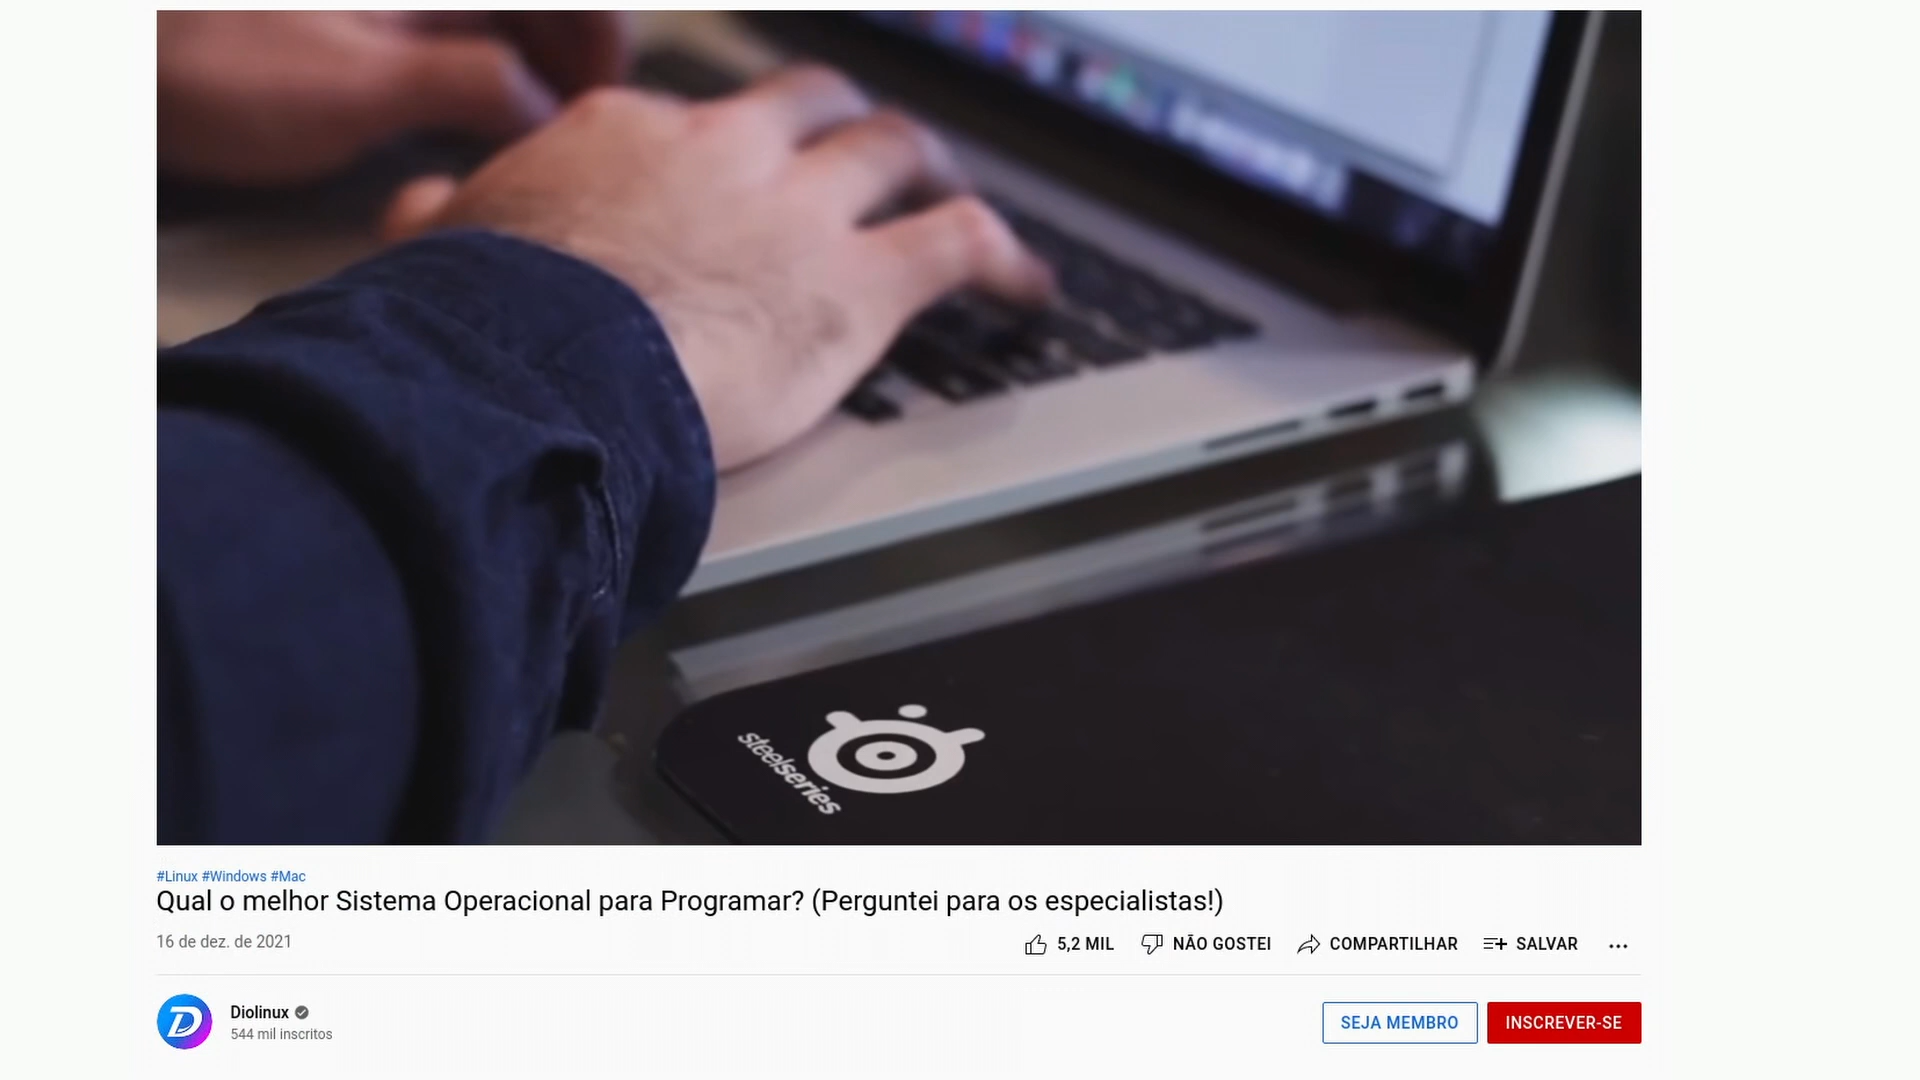 steelseries
#Linux #Windows #Mac
Qual o melhor Sistema Operacional para Programar? (Perguntei para os especialistas!)
16 de dez. de 2021
5,2 MIL NÃO GOSTEI COMPARTILHAR SALVAR
Diolinux
544 mil inscritos
SEJA MEMBRO INSCREVER-SE